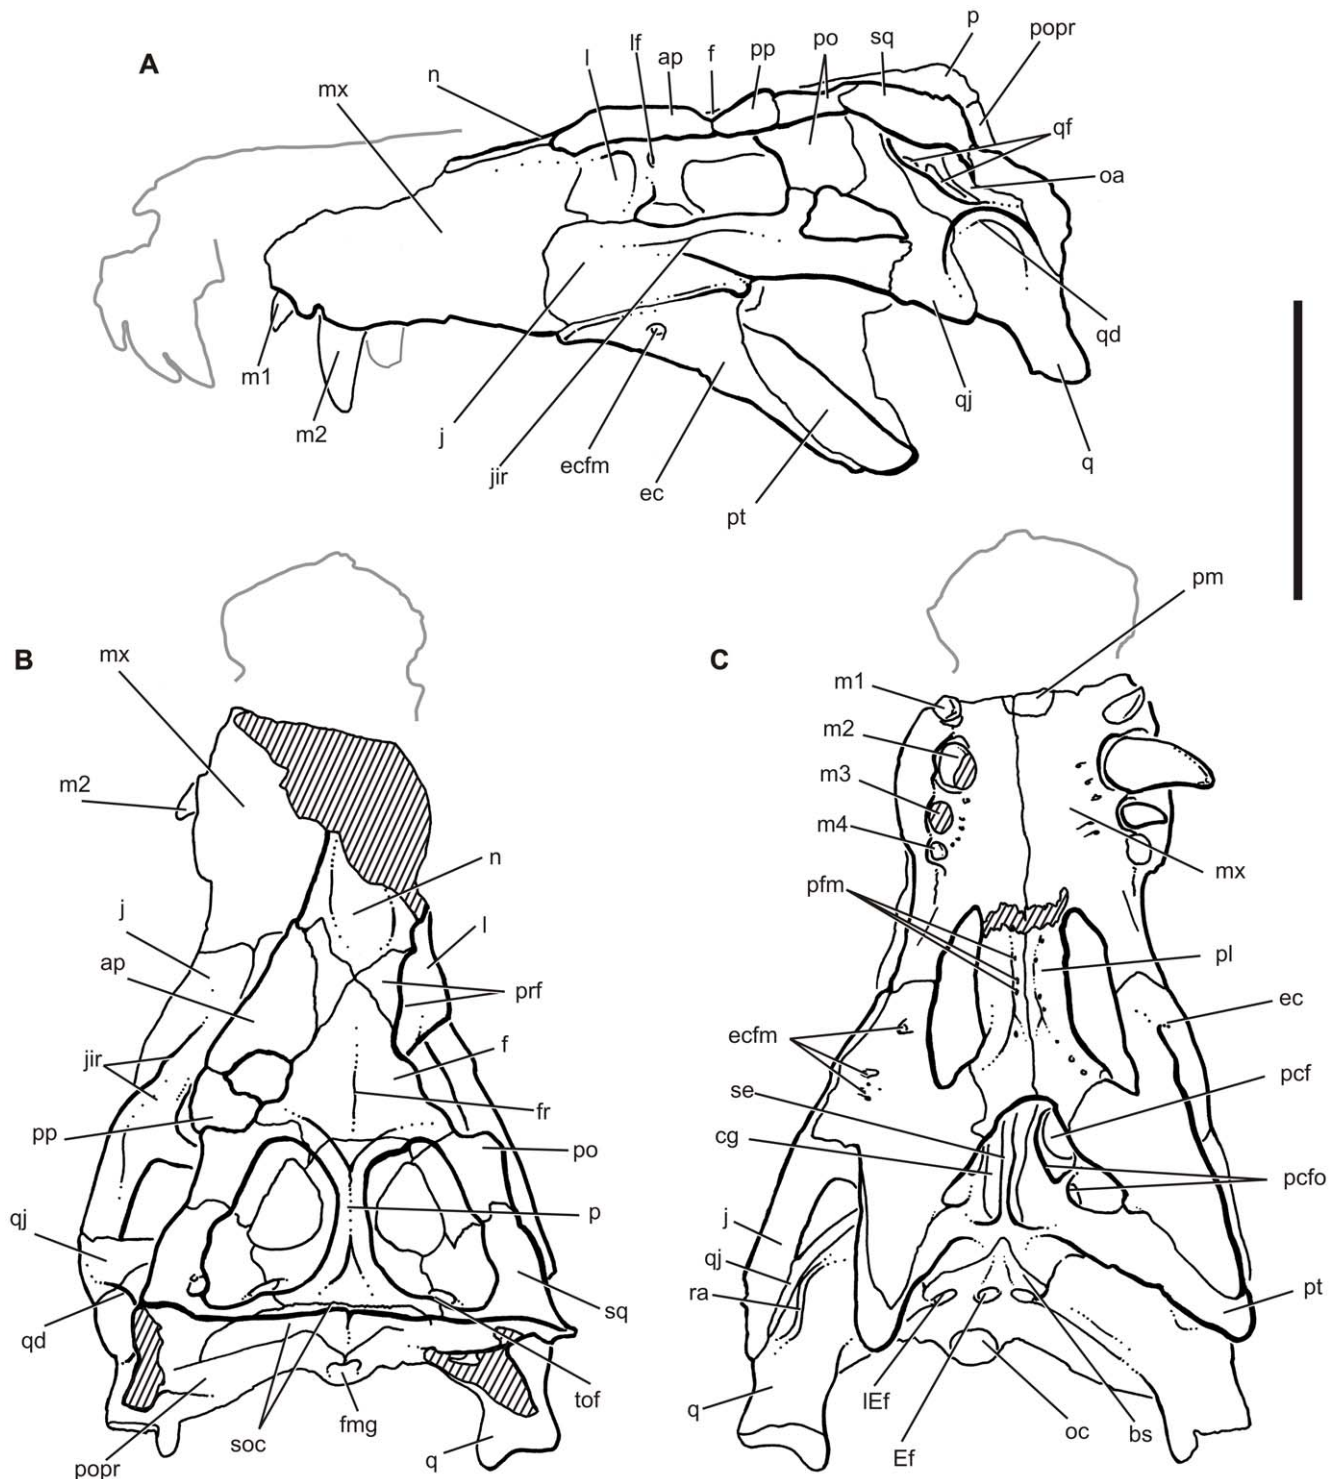 A
mx
n
l
lf
ap
f
pp
po
sq
p
popr
qf
oa
qd
q
qj
m1
m2
j
jir
ecfm
ec
pt
B
mx
m2
j
ap
jir
pp
qj
qd
popr
soc
fmg
q
tof
sq
p
po
fr
f
prf
l
n
C
pm
m1
m2
m3
m4
pfm
mx
pl
ec
ecfm
se
cg
pcf
pcfo
j
qj
ra
q
lEf
Ef
oc
bs
pt